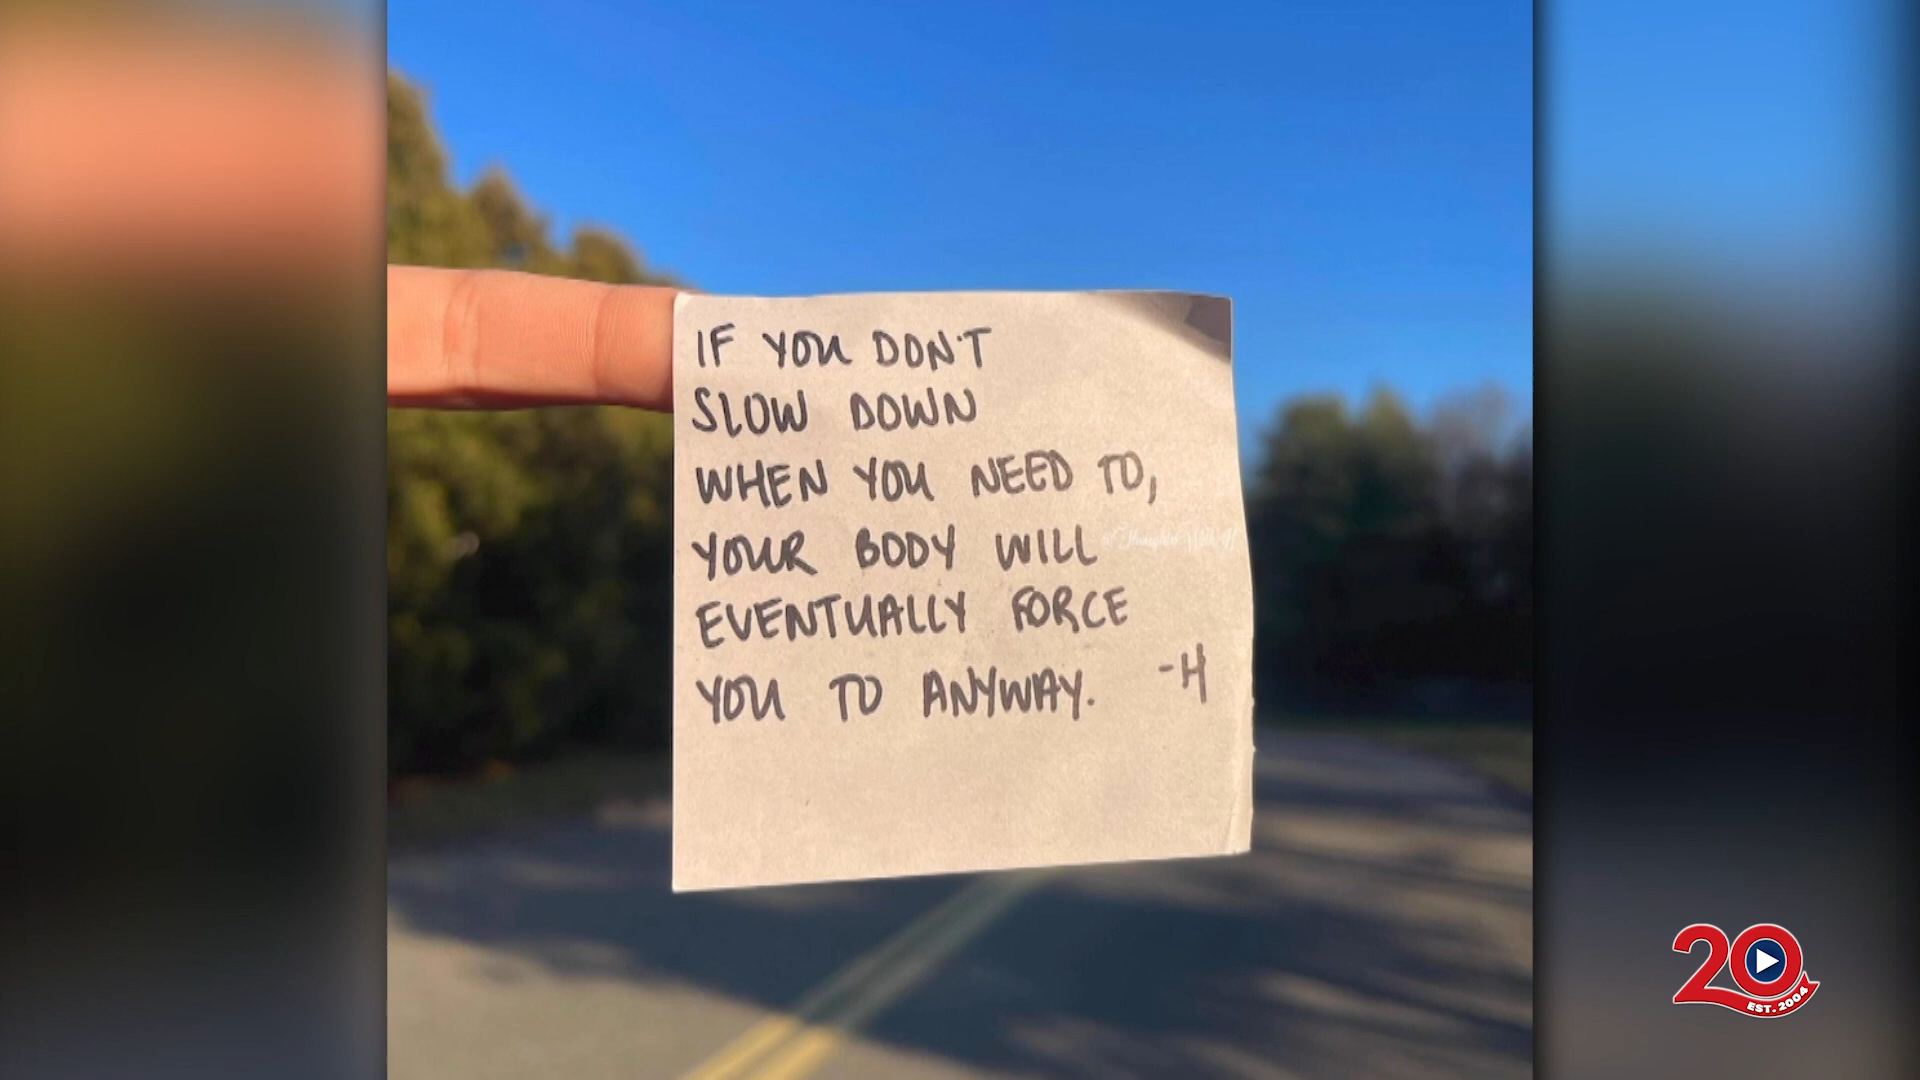 IF YOU DON'T
SLOW DOWN
WHEN YOU NEED TO,
YOUR BODY WILL
@ThoughtsWithH
EVENTUALLY FORCE
YOU TO ANYWAY. -H
20
EST. 2004